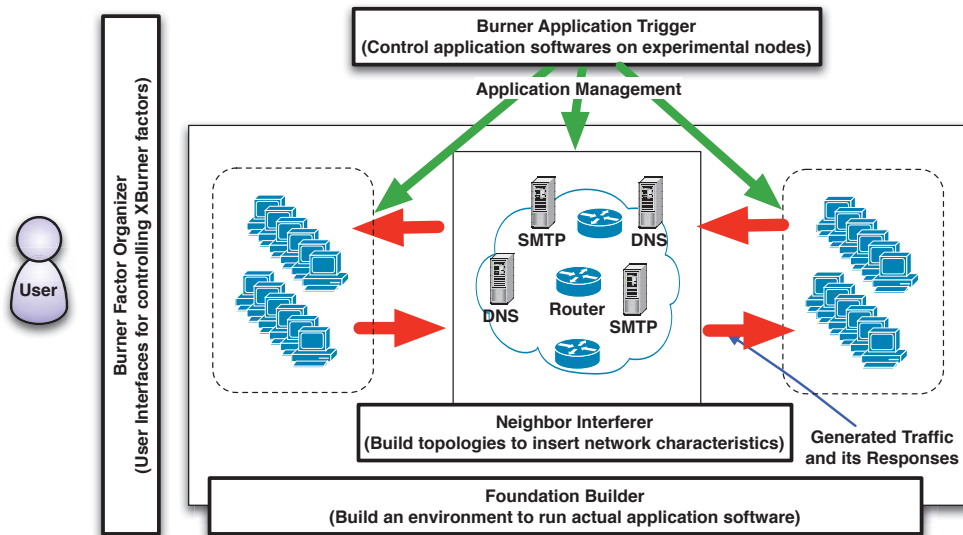 Burner Application Trigger
(Control application softwares on experimental nodes)
Application Management
Burner Factor Organizer
(User Interfaces for controlling XBurner factors)
User
SMTP
DNS
DNS
Router
SMTP
Neighbor Interferer
(Build topologies to insert network characteristics)
Generated Traffic
and its Responses
Foundation Builder
(Build an environment to run actual application software)